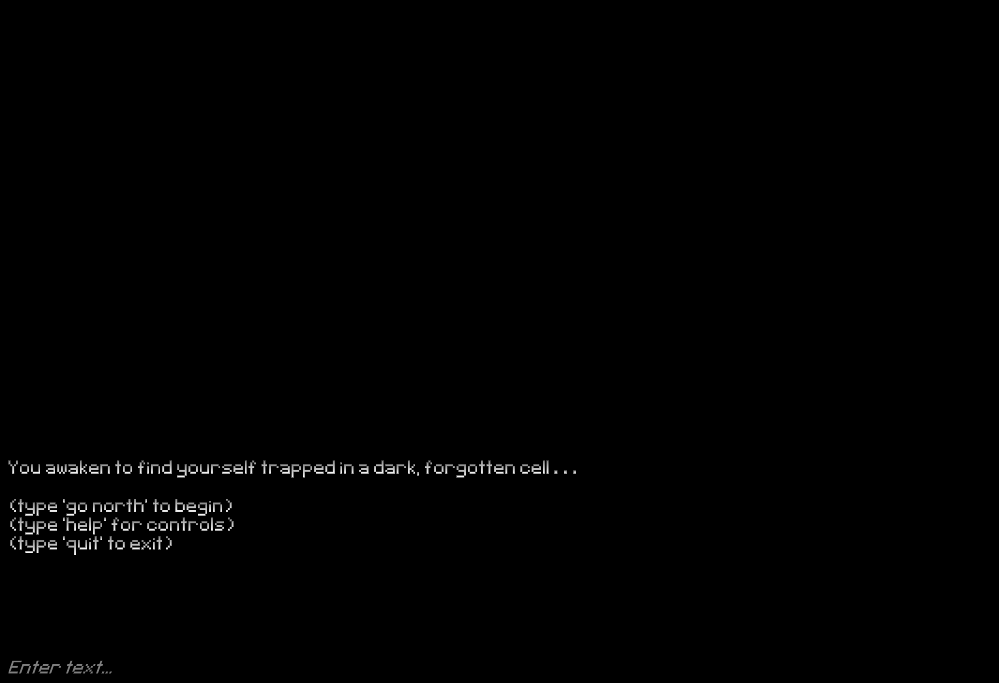 You awaken to find yourself trapped in a dark, forgotten cell...
(type 'go north' to begin)
(type 'help' for controls)
(type 'quit' to exit)
Enter text...